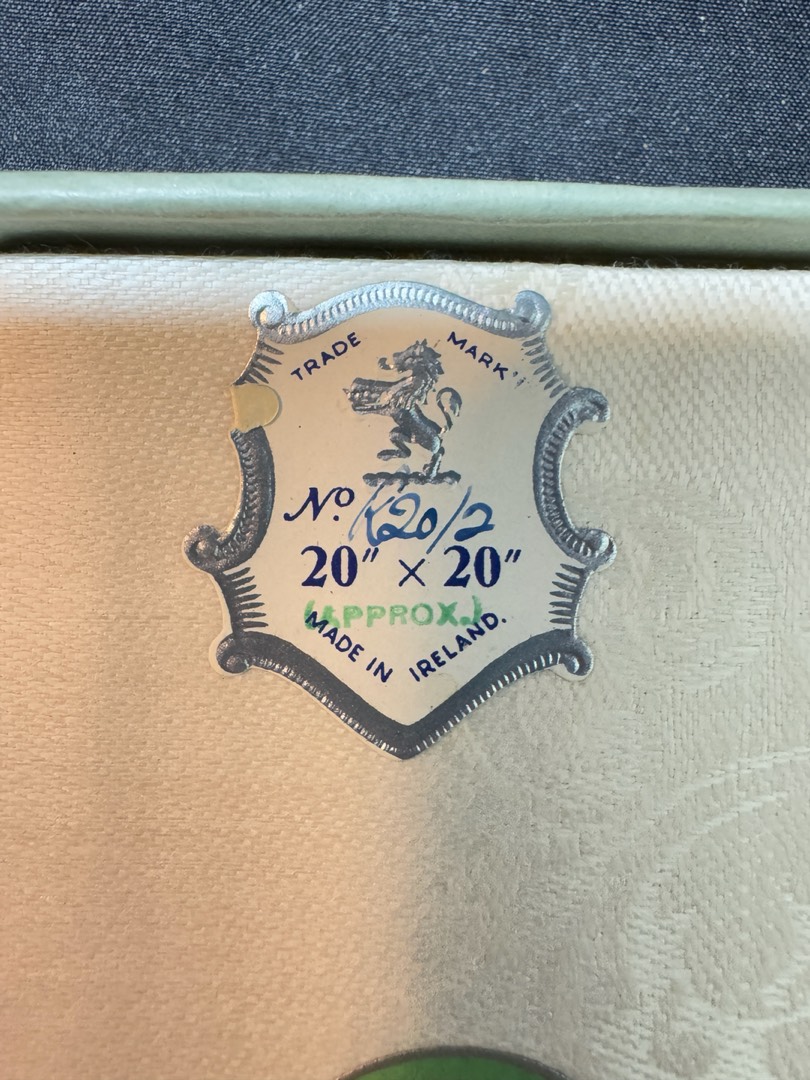 TRADE MARK
No. K20/2
20" × 20"
(APPROX.)
MADE IN IRELAND.